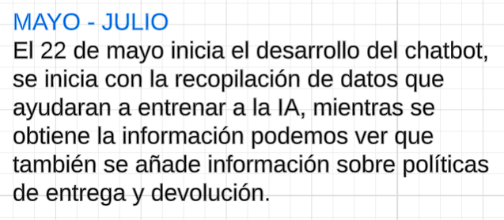 MAYO - JULIO
El 22 de mayo inicia el desarrollo del chatbot,
se inicia con la recopilación de datos que
ayudaran a entrenar a la IA, mientras se
obtiene la información podemos ver que
también se añade información sobre políticas
de entrega y devolución.